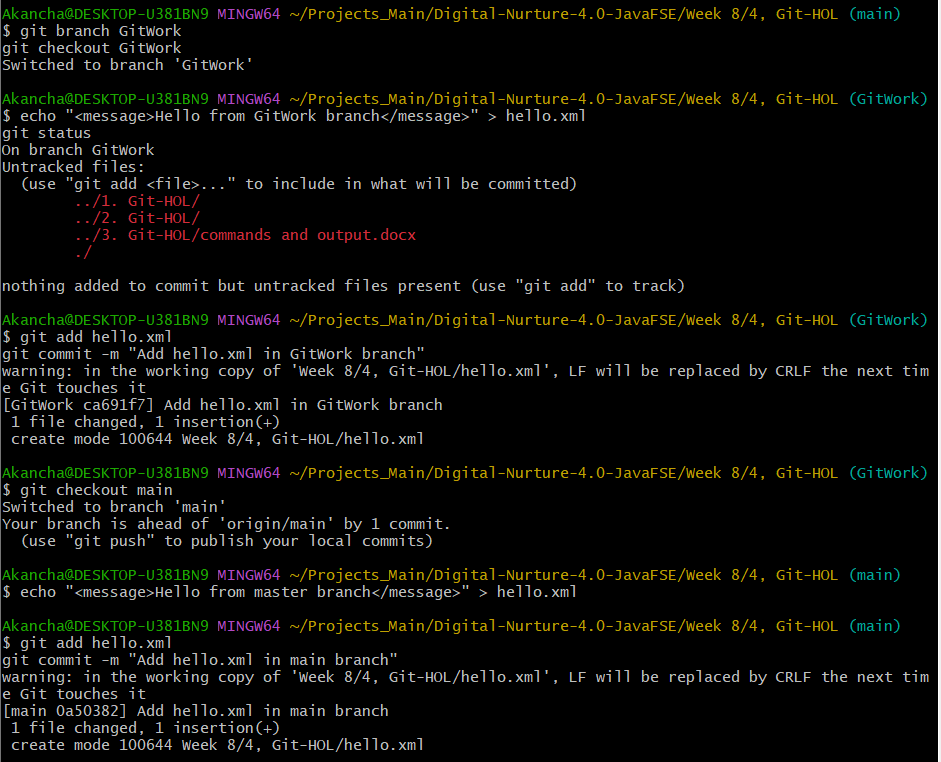 Akancha@DESKTOP-U381BN9 MINGW64 ~/Projects_Main/Digital-Nurture-4.0-JavaFSE/Week 8/4, Git-HOL (main)
$ git branch GitWork
git checkout GitWork
Switched to branch 'GitWork'
Akancha@DESKTOP-U381BN9 MINGW64 ~/Projects_Main/Digital-Nurture-4.0-JavaFSE/Week 8/4, Git-HOL (GitWork)
$ echo "<message>Hello from GitWork branch</message>" > hello.xml
git status
On branch GitWork
Untracked files:
  (use "git add <file>..." to include in what will be committed)
        ../1. Git-HOL/
        ../2. Git-HOL/
        ../3. Git-HOL/commands and output.docx
        ./
nothing added to commit but untracked files present (use "git add" to track)
Akancha@DESKTOP-U381BN9 MINGW64 ~/Projects_Main/Digital-Nurture-4.0-JavaFSE/Week 8/4, Git-HOL (GitWork)
$ git add hello.xml
git commit -m "Add hello.xml in GitWork branch"
warning: in the working copy of 'Week 8/4, Git-HOL/hello.xml', LF will be replaced by CRLF the next tim
e Git touches it
[GitWork ca691f7] Add hello.xml in GitWork branch
 1 file changed, 1 insertion(+)
 create mode 100644 Week 8/4, Git-HOL/hello.xml
Akancha@DESKTOP-U381BN9 MINGW64 ~/Projects_Main/Digital-Nurture-4.0-JavaFSE/Week 8/4, Git-HOL (GitWork)
$ git checkout main
Switched to branch 'main'
Your branch is ahead of 'origin/main' by 1 commit.
  (use "git push" to publish your local commits)
Akancha@DESKTOP-U381BN9 MINGW64 ~/Projects_Main/Digital-Nurture-4.0-JavaFSE/Week 8/4, Git-HOL (main)
$ echo "<message>Hello from master branch</message>" > hello.xml
Akancha@DESKTOP-U381BN9 MINGW64 ~/Projects_Main/Digital-Nurture-4.0-JavaFSE/Week 8/4, Git-HOL (main)
$ git add hello.xml
git commit -m "Add hello.xml in main branch"
warning: in the working copy of 'Week 8/4, Git-HOL/hello.xml', LF will be replaced by CRLF the next tim
e Git touches it
[main 0a50382] Add hello.xml in main branch
 1 file changed, 1 insertion(+)
 create mode 100644 Week 8/4, Git-HOL/hello.xml